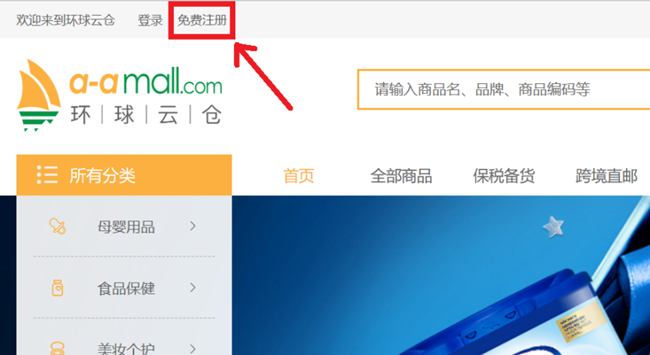 欢迎来到环球云仓 登录 免费注册
a-a mall.com
环|球|云|仓
请输入商品名、品牌、商品编码等
所有分类 首页 全部商品 保税备货 跨境直邮
母婴用品
食品保健
美妆个护